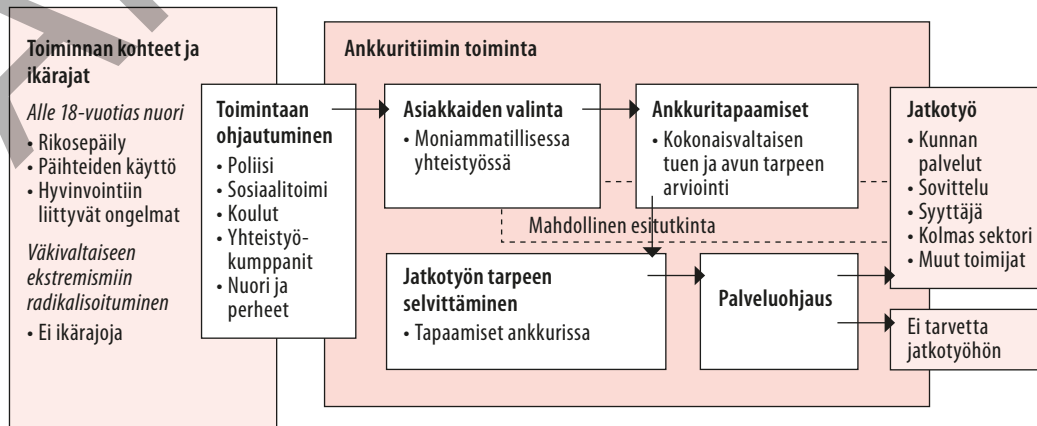 Toiminnan kohteet ja
ikärajat
Alle 18-vuotias nuori
• Rikosepäily
• Päihteiden käyttö
• Hyvinvointiin
liittyvät ongelmat
Väkivaltaiseen
ekstremismiin
radikalisoituminen
• Ei ikärajoja
Toimintaan
ohjautuminen
• Poliisi
• Sosiaalitoimi
• Koulut
• Yhteistyö-
kumppanit
• Nuori ja
perheet
Ankkuritiimin toiminta
Asiakkaiden valinta
• Moniammatillisessa
yhteistyössä
Ankkuritapaamiset
• Kokonaisvaltaisen
tuen ja avun tarpeen
arviointi
Mahdollinen esitutkinta
Jatkotyön tarpeen
selvittäminen
• Tapaamiset ankkurissa
Palveluohjaus
Jatkotyö
• Kunnan
palvelut
• Sovittelu
• Syyttäjä
• Kolmas sektori
• Muut toimijat
Ei tarvetta
jatkotyöhön